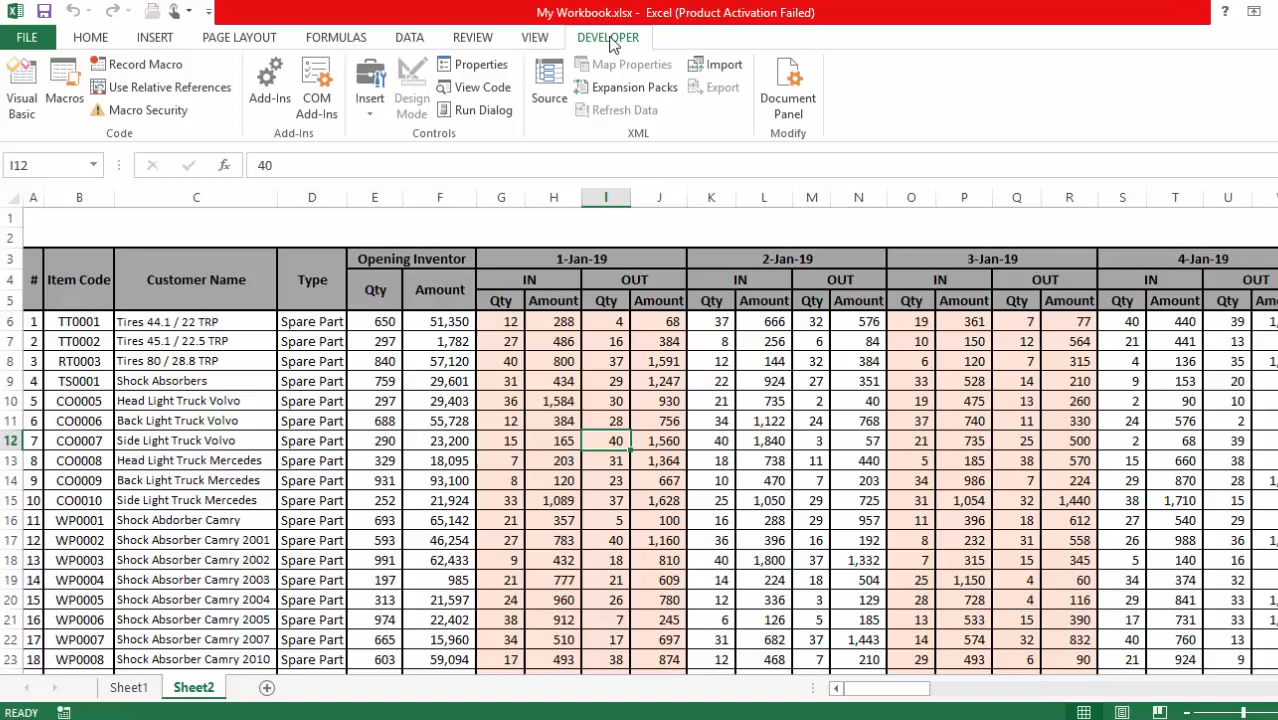 My Workbook.xlsx - Excel (Product Activation Failed)
FILE HOME INSERT PAGE LAYOUT FORMULAS DATA REVIEW VIEW DEVELOPER
Visual Basic
Macros
Record Macro
Use Relative References
Macro Security
Code
Add-Ins
COM Add-Ins
Add-Ins
Insert
Design Mode
Properties
View Code
Run Dialog
Controls
Source
Map Properties
Expansion Packs
Refresh Data
Import
Export
XML
Document Panel
Modify
I12 fx 40
A B C D E F G H I J K L M N O P Q R S T U
1
2
3 # Item Code Customer Name Type Opening Inventor 1-Jan-19 2-Jan-19 3-Jan-19 4-Jan-19
4 Qty Amount IN OUT IN OUT IN OUT IN OUT
5 Qty Amount Qty Amount Qty Amount Qty Amount Qty Amount Qty Amount Qty Amount Qty
6 1 TT0001 Tires 44.1 / 22 TRP Spare Part 650 51,350 12 288 4 68 37 666 32 576 19 361 7 77 40 440 39 1,
7 2 TT0002 Tires 45.1 / 22.5 TRP Spare Part 297 1,782 27 486 16 384 8 256 6 84 10 150 12 564 21 441 13
8 3 RT0003 Tires 80 / 28.8 TRP Spare Part 840 57,120 40 800 37 1,591 12 144 32 384 6 120 7 315 4 136 35 1,
9 4 TS0001 Shock Absorbers Spare Part 759 29,601 31 434 29 1,247 22 924 27 351 33 528 14 210 9 153 20
10 5 CO0005 Head Light Truck Volvo Spare Part 297 29,403 36 1,584 30 930 21 735 2 40 19 475 13 260 2 90 10
11 6 CO0006 Back Light Truck Volvo Spare Part 688 55,728 12 384 28 756 34 1,122 24 768 37 740 11 330 24 576 2
12 7 CO0007 Side Light Truck Volvo Spare Part 290 23,200 15 165 40 1,560 40 1,840 3 57 21 735 25 500 2 68 39
13 8 CO0008 Head Light Truck Mercedes Spare Part 329 18,095 7 203 31 1,364 18 738 11 440 5 185 38 570 15 660 38
14 9 CO0009 Back Light Truck Mercedes Spare Part 931 93,100 8 120 23 667 10 470 7 203 34 986 7 224 29 870 28 1,
15 10 CO0010 Side Light Truck Mercedes Spare Part 252 21,924 33 1,089 37 1,628 25 1,050 29 725 31 1,054 32 1,440 38 1,710 15
16 11 WP0001 Shock Abdorber Camry Spare Part 693 65,142 21 357 5 100 16 288 29 957 11 396 18 612 27 540 29
17 12 WP0002 Shock Absorber Camry 2001 Spare Part 593 46,254 27 783 40 1,160 36 396 16 192 8 232 31 558 26 988 36 1,
18 13 WP0003 Shock Absorber Camry 2002 Spare Part 991 62,433 9 432 18 810 40 1,800 37 1,332 7 315 15 345 5 140 16
19 14 WP0004 Shock Absorber Camry 2003 Spare Part 197 985 21 777 21 609 14 224 18 504 25 1,150 4 60 34 374 32
20 15 WP0005 Shock Absorber Camry 2004 Spare Part 313 21,597 24 960 26 780 12 336 3 129 28 728 4 116 29 841 33 1,
21 16 WP0006 Shock Absorber Camry 2005 Spare Part 974 22,402 38 912 7 245 6 126 5 185 13 533 15 390 17 731 33 1,
22 17 WP0007 Shock Absorber Camry 2007 Spare Part 665 15,960 34 510 17 697 31 682 37 1,443 14 574 32 832 40 760 13
23 18 WP0008 Shock Absorber Camry 2010 Spare Part 603 59,094 17 493 38 874 12 468 7 210 29 493 6 90 21 924 9
Sheet1 Sheet2
READY